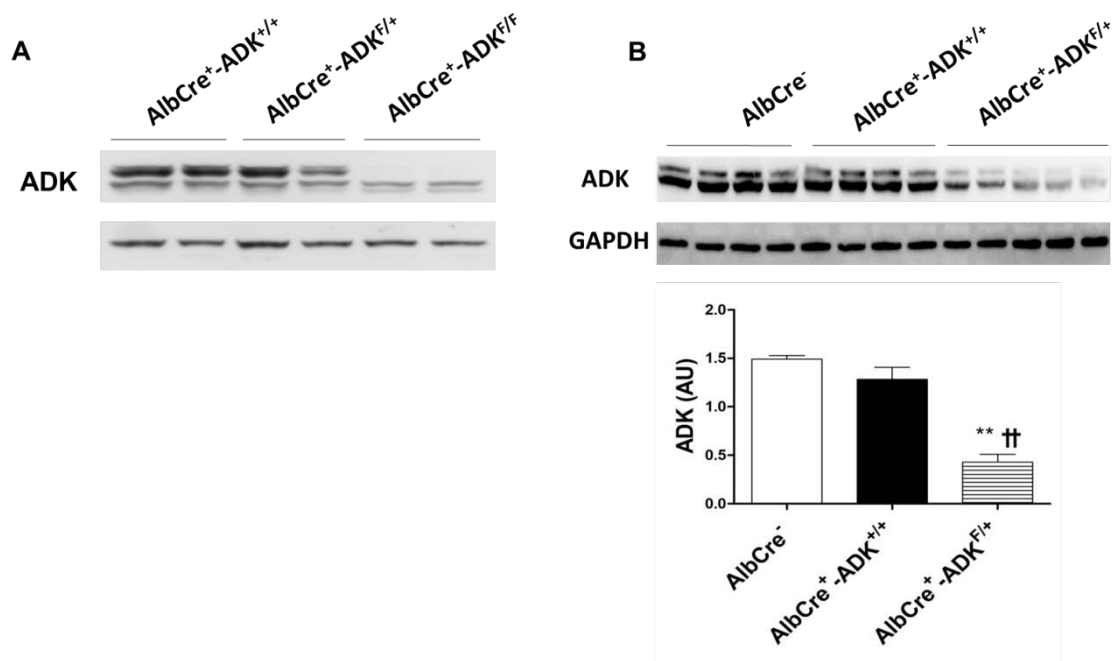 A
AlbCre⁺-ADK⁺/⁺
AlbCre⁺-ADKF/⁺
AlbCre⁺-ADKF/F
ADK
B
AlbCre⁻
AlbCre⁺-ADK⁺/⁺
AlbCre⁺-ADKF/⁺
ADK
GAPDH
ADK (AU)
2.0
1.5
1.0
0.5
0.0
** ††
AlbCre⁻
AlbCre⁺-ADK⁺/⁺
AlbCre⁺-ADKF/⁺